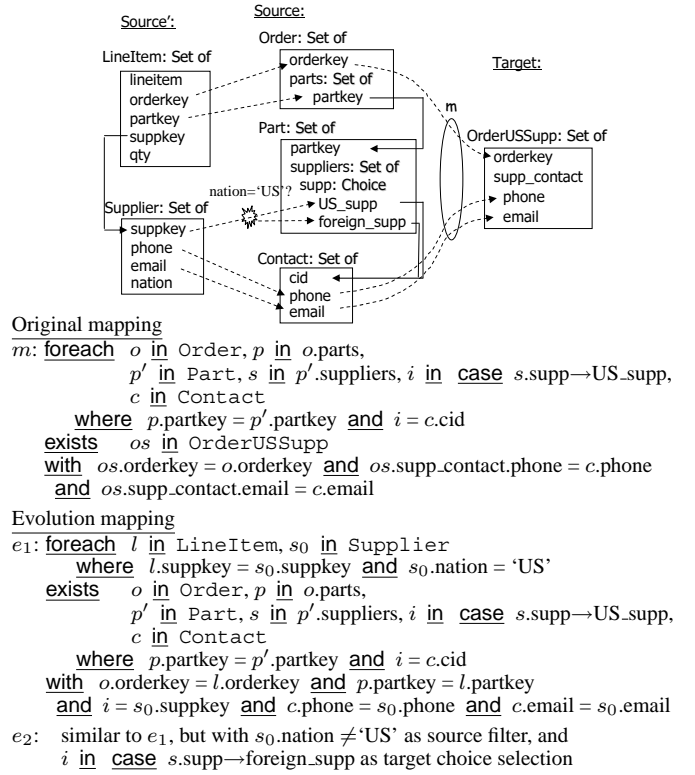 Source':
Source:
Target:
LineItem: Set of
lineitem
orderkey
partkey
suppkey
qty
Supplier: Set of
suppkey
phone
email
nation
nation='US'?
Order: Set of
orderkey
parts: Set of
partkey
Part: Set of
partkey
suppliers: Set of
supp: Choice
US_supp
foreign_supp
Contact: Set of
cid
phone
email
m
OrderUSSupp: Set of
orderkey
supp_contact
phone
email
Original mapping
m: foreach o in Order, p in o.parts,
p′ in Part, s in p′.suppliers, i in case s.supp→US_supp,
c in Contact
where p.partkey = p′.partkey and i = c.cid
exists os in OrderUSSupp
with os.orderkey = o.orderkey and os.supp_contact.phone = c.phone
and os.supp_contact.email = c.email
Evolution mapping
e₁: foreach l in LineItem, s₀ in Supplier
where l.suppkey = s₀.suppkey and s₀.nation = ‘US’
exists o in Order, p in o.parts,
p′ in Part, s in p′.suppliers, i in case s.supp→US_supp,
c in Contact
where p.partkey = p′.partkey and i = c.cid
with o.orderkey = l.orderkey and p.partkey = l.partkey
and i = s₀.suppkey and c.phone = s₀.phone and c.email = s₀.email
e₂: similar to e₁, but with s₀.nation ≠‘US’ as source filter, and
i in case s.supp→foreign_supp as target choice selection